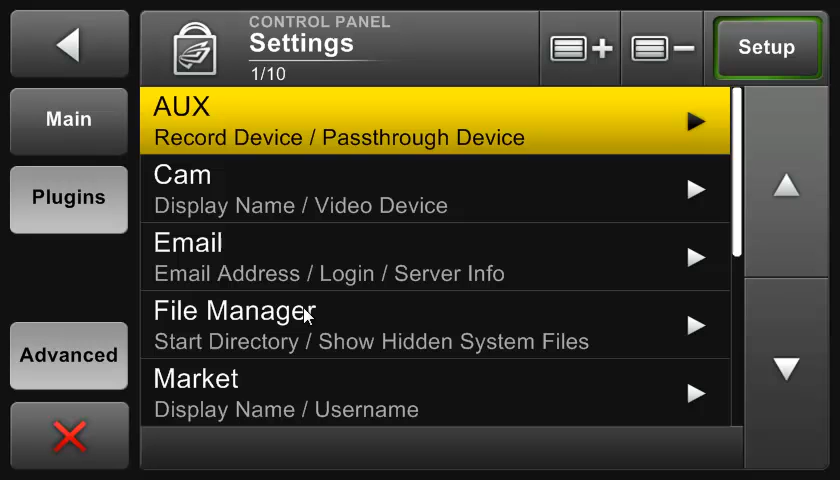 CONTROL PANEL
Settings
1/10
Setup
Main
Plugins
Advanced
AUX
Record Device / Passthrough Device
Cam
Display Name / Video Device
Email
Email Address / Login / Server Info
File Manager
Start Directory / Show Hidden System Files
Market
Display Name / Username